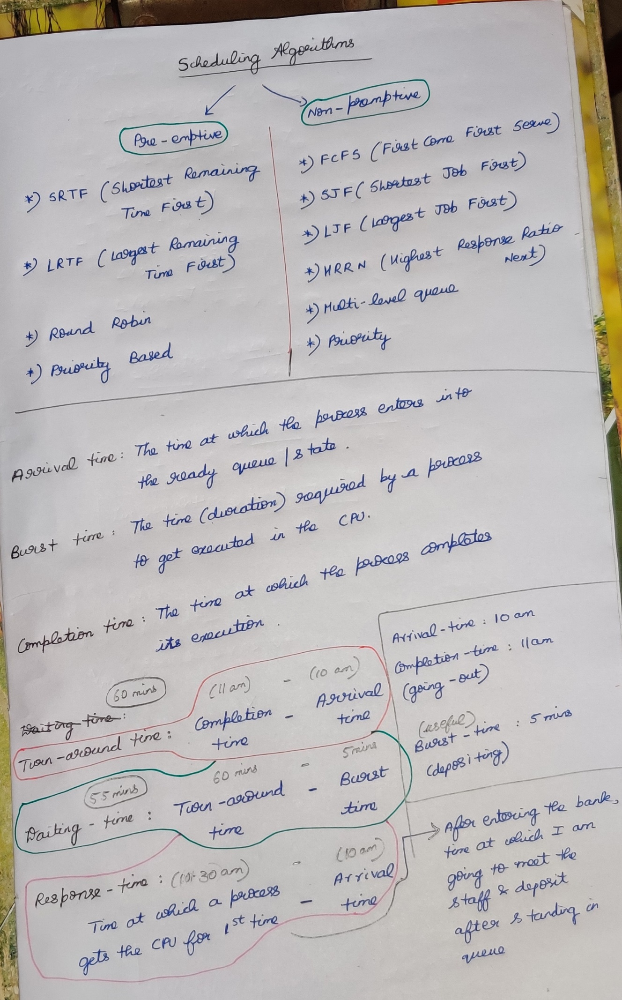 Scheduling Algorithms
Pre-emptive
*) SRTF (Shortest Remaining
Time First)
*) LRTF (Largest Remaining
Time First)
*) Round Robin
*) Priority Based
Non-promptive
*) FCFS (First Come First Serve)
*) SJF (Shortest Job First)
*) LJF (Largest Job First)
*) HRRN (Highest Response Ratio
Next)
*) Multi-level queue
*) Priority
Arrival time: The time at which the process enters into
the ready queue | state.
Burst time: The time (duration) required by a process
to get executed in the CPU.
Completion time: The time at which the process completes
its execution.
60 mins
(11 am) - (10 am)
Waiting time:
Turn-around time: Completion time - Arrival time
55 mins
60 mins - 5 mins
Waiting-time: Turn-around time - Burst time
Response-time: (10:30 am) - (10 am)
Time at which a process - Arrival
gets the CPU for 1st time time
Arrival-time: 10 am
Completion-time: 11am
(going-out)
(useful)
Burst-time: 5 mins
(depositing)
After entering the bank,
time at which I am
going to meet the
staff & deposit
after standing in
queue